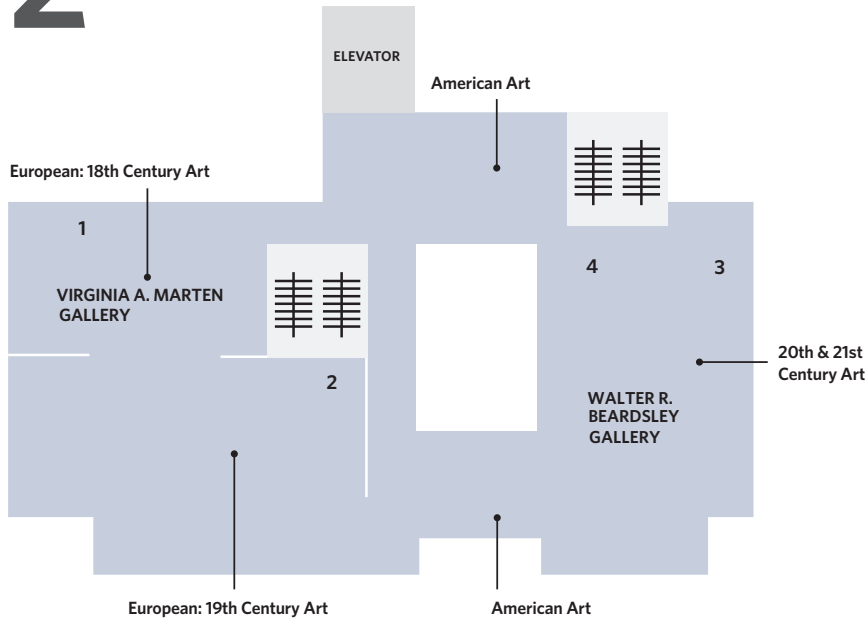 2
ELEVATOR
American Art
European: 18th Century Art
1
VIRGINIA A. MARTEN
GALLERY
4
3
2
20th & 21st
Century Art
WALTER R.
BEARDSLEY
GALLERY
European: 19th Century Art
American Art